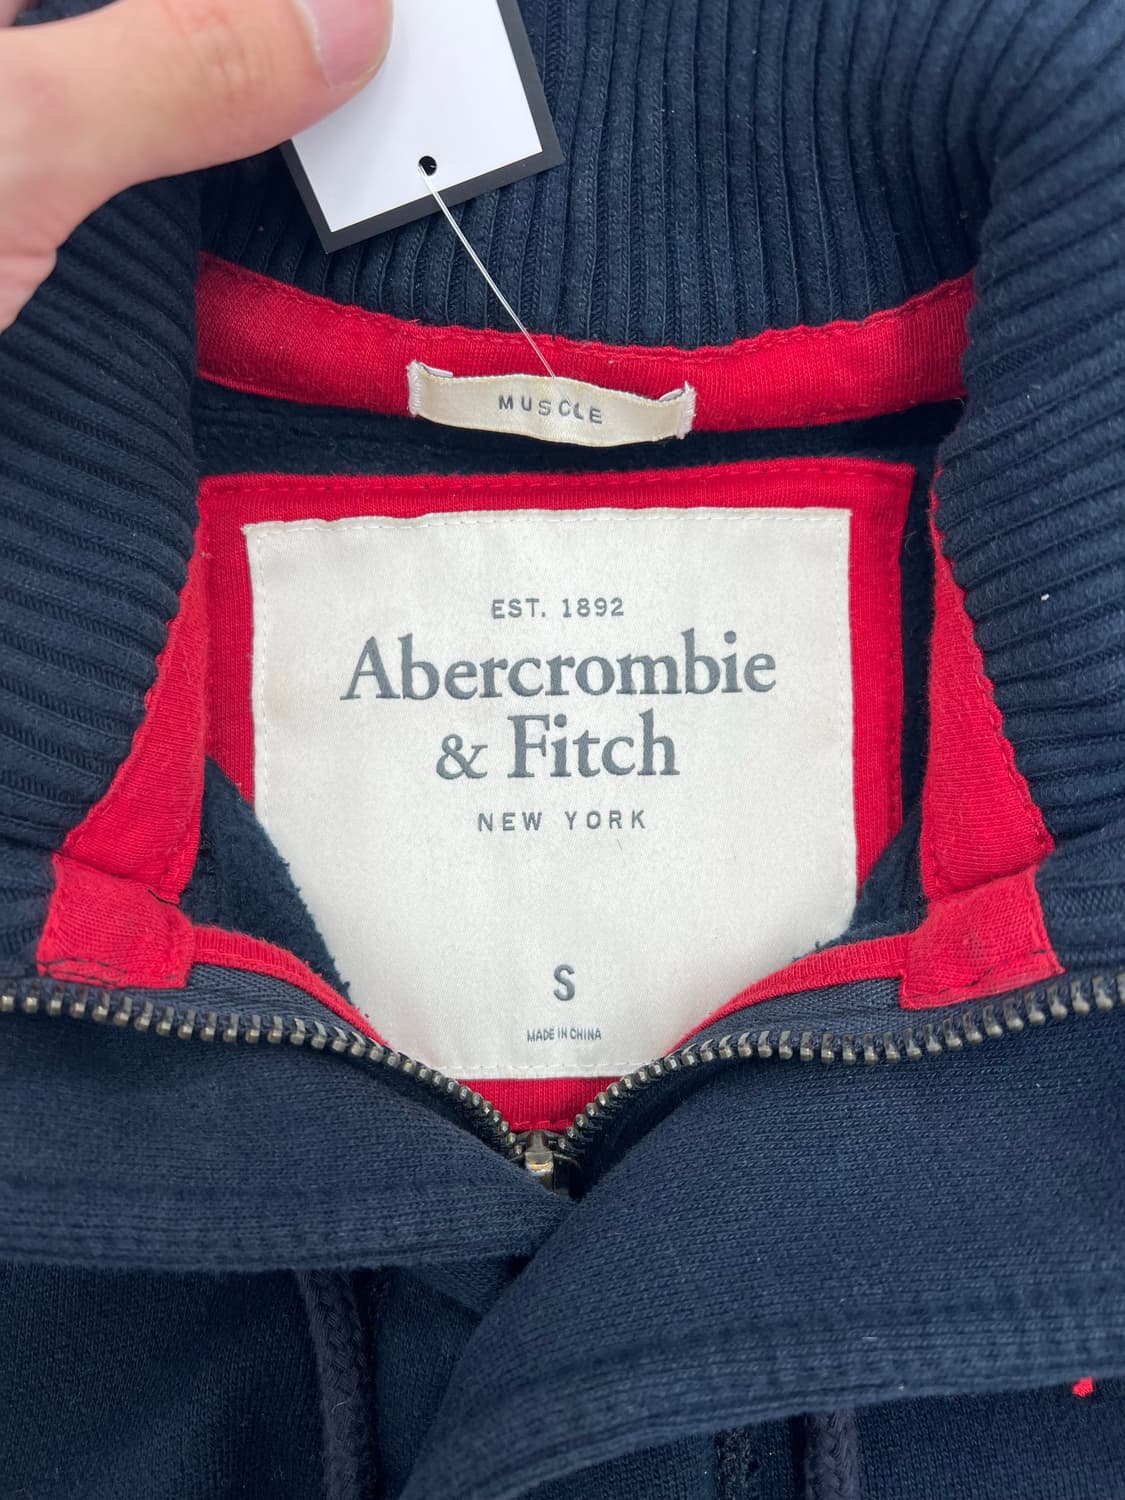 MUSCLE
EST. 1892
Abercrombie
& Fitch
NEW YORK
S
MADE IN CHINA